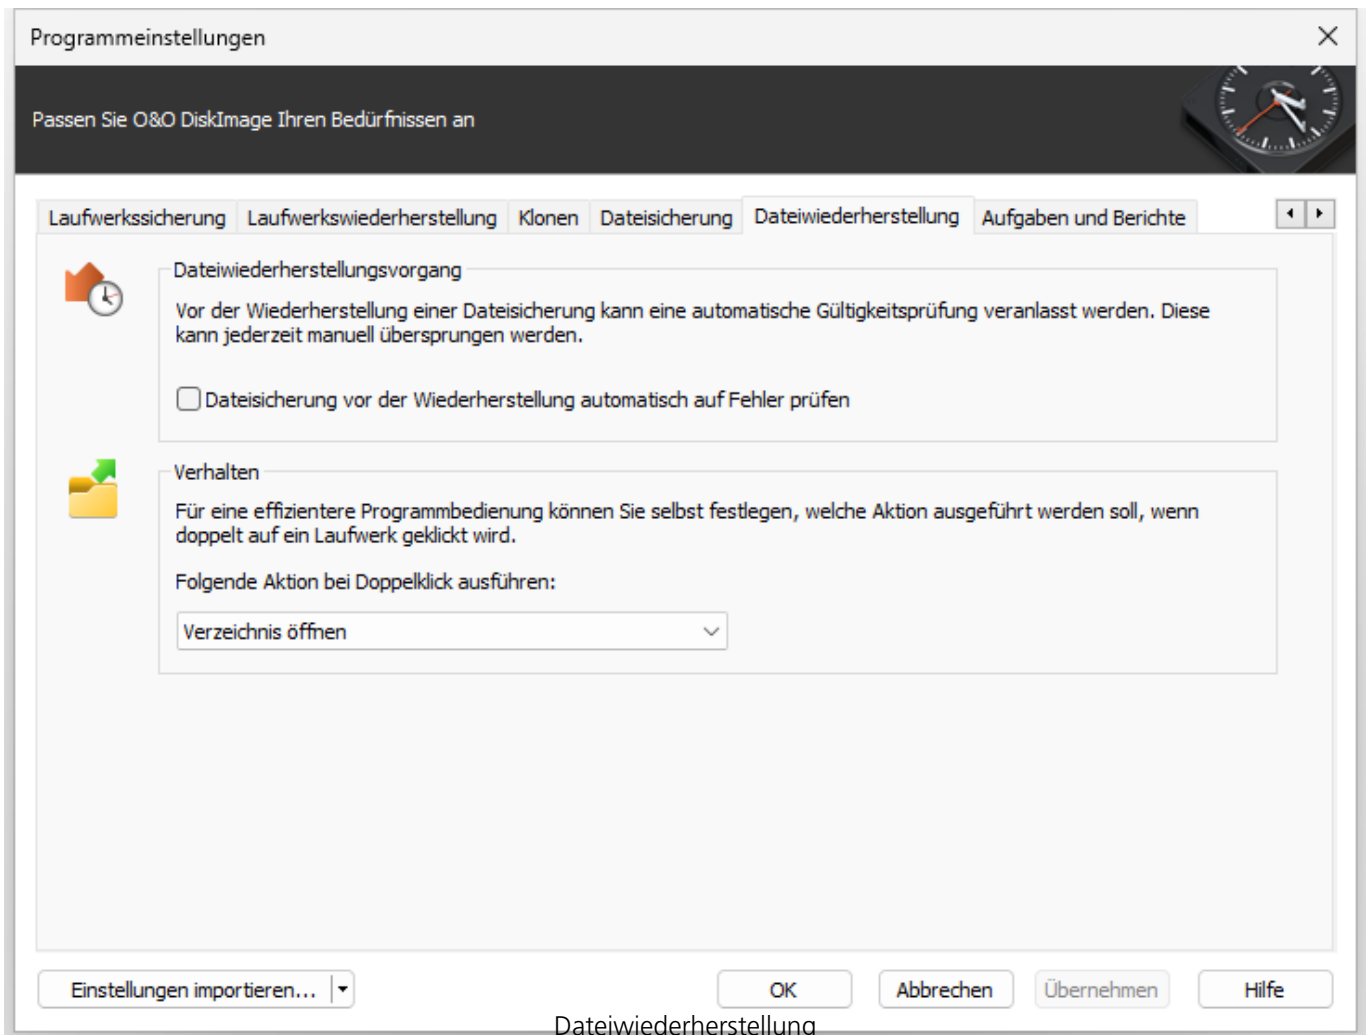 Programmeinstellungen
Passen Sie O&O DiskImage Ihren Bedürfnissen an
Laufwerkssicherung Laufwerkswiederherstellung Klonen Dateisicherung Dateiwiederherstellung Aufgaben und Berichte
Dateiwiederherstellungsvorgang
Vor der Wiederherstellung einer Dateisicherung kann eine automatische Gültigkeitsprüfung veranlasst werden. Diese
kann jederzeit manuell übersprungen werden.
Dateisicherung vor der Wiederherstellung automatisch auf Fehler prüfen
Verhalten
Für eine effizientere Programmbedienung können Sie selbst festlegen, welche Aktion ausgeführt werden soll, wenn
doppelt auf ein Laufwerk geklickt wird.
Folgende Aktion bei Doppelklick ausführen:
Verzeichnis öffnen
Einstellungen importieren... OK Abbrechen Übernehmen Hilfe
Dateiwiederherstellung